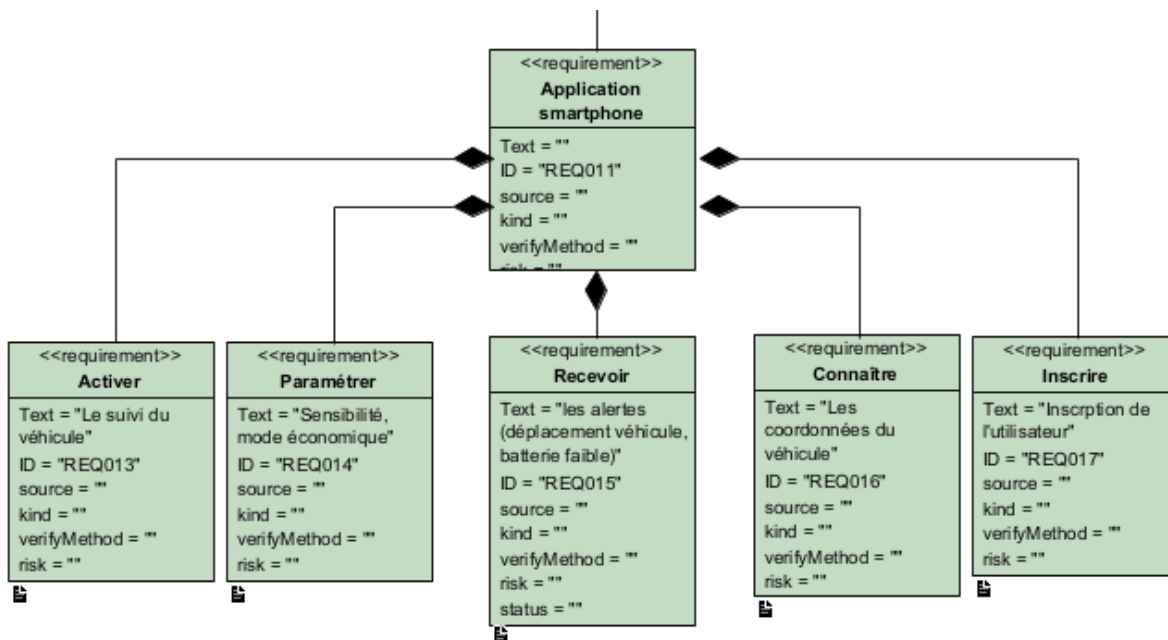 <<requirement>>
Application
smartphone
Text = ""
ID = "REQ011"
source = ""
kind = ""
verifyMethod = ""
risk = ""
<<requirement>>
Activer
Text = "Le suivi du
véhicule"
ID = "REQ013"
source = ""
kind = ""
verifyMethod = ""
risk = ""
<<requirement>>
Paramétrer
Text = "Sensibilité,
mode économique"
ID = "REQ014"
source = ""
kind = ""
verifyMethod = ""
risk = ""
<<requirement>>
Recevoir
Text = "les alertes
(déplacement véhicule,
batterie faible)"
ID = "REQ015"
source = ""
kind = ""
verifyMethod = ""
risk = ""
status = ""
<<requirement>>
Connaître
Text = "Les
coordonnées du
véhicule"
ID = "REQ016"
source = ""
kind = ""
verifyMethod = ""
risk = ""
<<requirement>>
Inscrire
Text = "Inscrption de
l'utilisateur"
ID = "REQ017"
source = ""
kind = ""
verifyMethod = ""
risk = ""